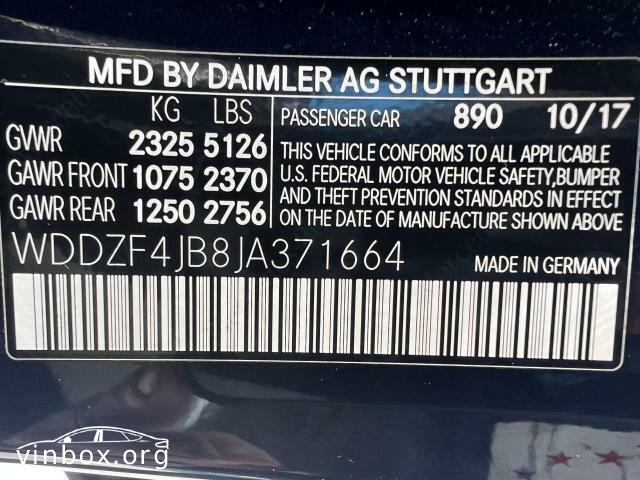 MFD BY DAIMLER AG STUTTGART
KG LBS
GVWR 2325 5126
GAWR FRONT 1075 2370
GAWR REAR 1250 2756
PASSENGER CAR 890 10/17
THIS VEHICLE CONFORMS TO ALL APPLICABLE
U.S. FEDERAL MOTOR VEHICLE SAFETY,BUMPER
AND THEFT PREVENTION STANDARDS IN EFFECT
ON THE DATE OF MANUFACTURE SHOWN ABOVE
WDDZF4JB8JA371664 MADE IN GERMANY
vinbox.org